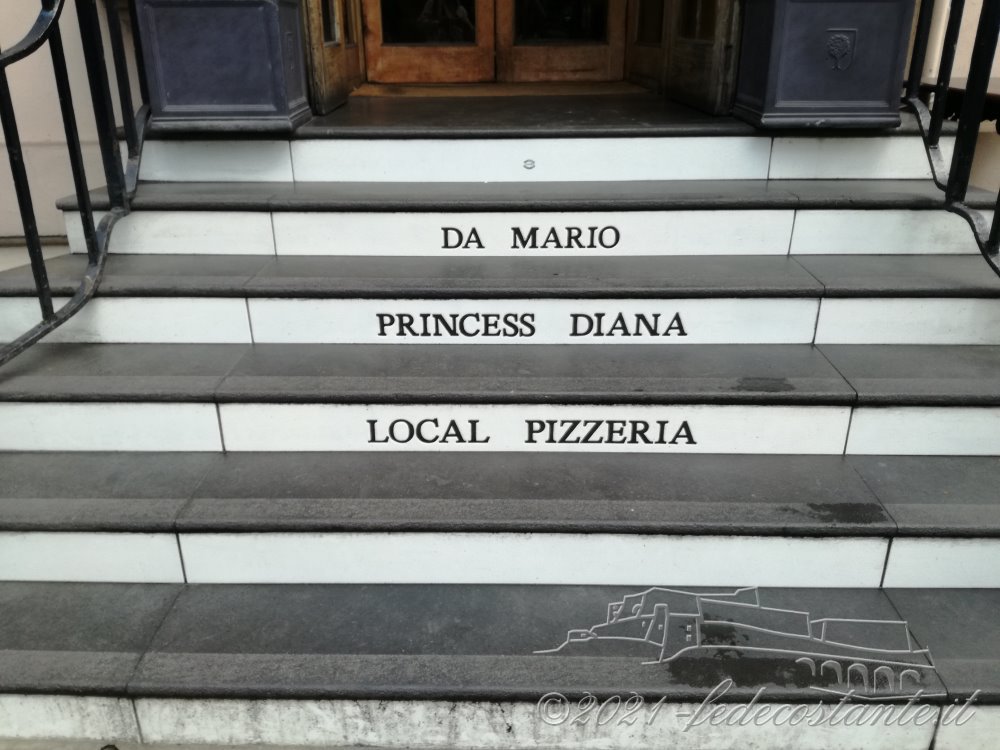 DA MARIO
PRINCESS DIANA
LOCAL PIZZERIA
©2021 - fedecostante.it